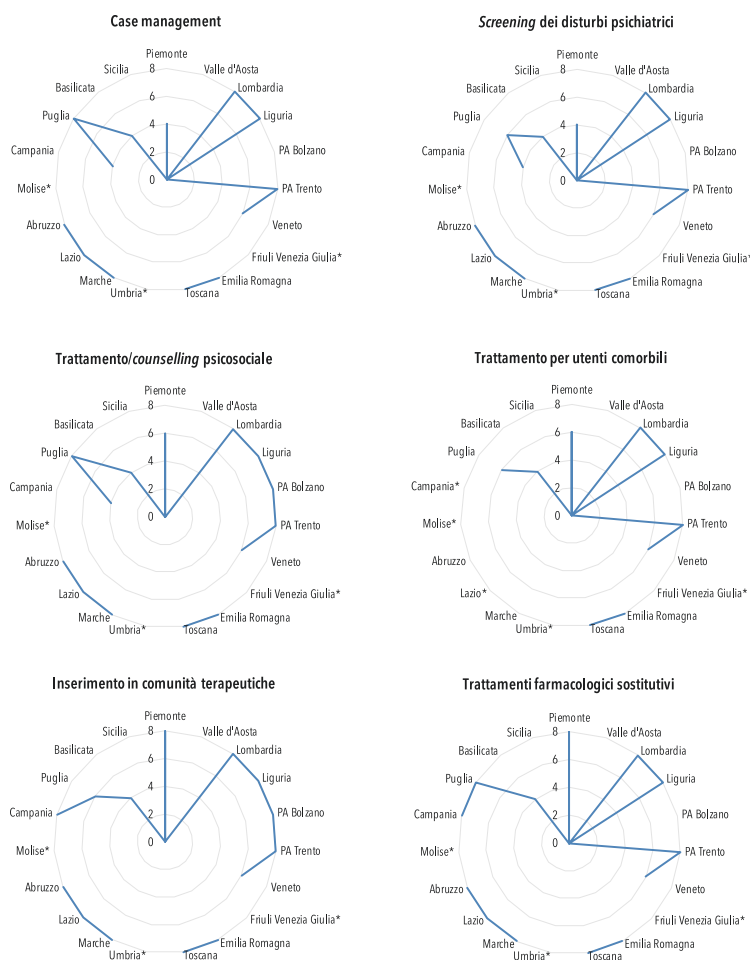 Case management
Piemonte
Valle d'Aosta
Lombardia
Liguria
PA Bolzano
PA Trento
Veneto
Friuli Venezia Giulia*
Emilia Romagna
Toscana
Umbria*
Marche
Lazio
Abruzzo
Molise*
Campania
Puglia
Basilicata
Sicilia
8
6
4
2
0
Screening dei disturbi psichiatrici
Piemonte
Valle d'Aosta
Lombardia
Liguria
PA Bolzano
PA Trento
Veneto
Friuli Venezia Giulia*
Emilia Romagna
Toscana
Umbria*
Marche
Lazio
Abruzzo
Molise*
Campania
Puglia
Basilicata
Sicilia
8
6
4
2
0
Trattamento/counselling psicosociale
Piemonte
Valle d'Aosta
Lombardia
Liguria
PA Bolzano
PA Trento
Veneto
Friuli Venezia Giulia*
Emilia Romagna
Toscana
Umbria*
Marche
Lazio
Abruzzo
Molise*
Campania
Puglia
Basilicata
Sicilia
8
6
4
2
0
Trattamento per utenti comorbili
Piemonte
Valle d'Aosta
Lombardia
Liguria
PA Bolzano
PA Trento
Veneto
Friuli Venezia Giulia*
Emilia Romagna
Toscana
Umbria*
Marche
Lazio*
Abruzzo
Molise*
Campania*
Puglia
Basilicata
Sicilia
8
6
4
2
0
Inserimento in comunità terapeutiche
Piemonte
Valle d'Aosta
Lombardia
Liguria
PA Bolzano
PA Trento
Veneto
Friuli Venezia Giulia*
Emilia Romagna
Toscana
Umbria*
Marche
Lazio
Abruzzo
Molise*
Campania
Puglia
Basilicata
Sicilia
8
6
4
2
0
Trattamenti farmacologici sostitutivi
Piemonte
Valle d'Aosta
Lombardia
Liguria
PA Bolzano
PA Trento
Veneto
Friuli Venezia Giulia*
Emilia Romagna
Toscana
Umbria*
Marche
Lazio
Abruzzo
Molise*
Campania
Puglia
Basilicata
Sicilia
8
6
4
2
0